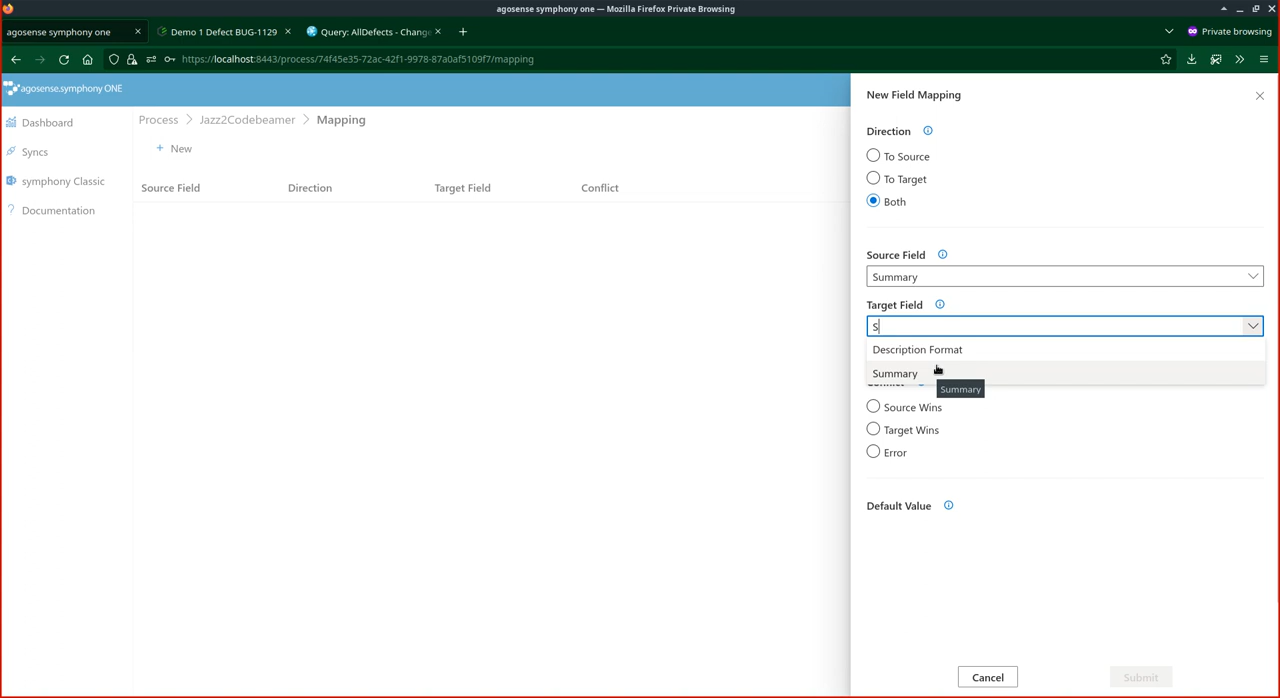 agosense symphony one — Mozilla Firefox Private Browsing
agosense symphony one
Demo 1 Defect BUG-1129
Query: AllDefects - Change
Private browsing
https://localhost:8443/process/74f45e35-72ac-42f1-9978-87a0af5109f7/mapping
agosense.symphony ONE
Dashboard
Syncs
symphony Classic
Documentation
Process > Jazz2Codebeamer > Mapping
+ New
Source Field Direction Target Field Conflict
New Field Mapping
Direction
To Source
To Target
Both
Source Field
Summary
Target Field
S
Description Format
Summary
Summary
Source Wins
Target Wins
Error
Default Value
Cancel Submit